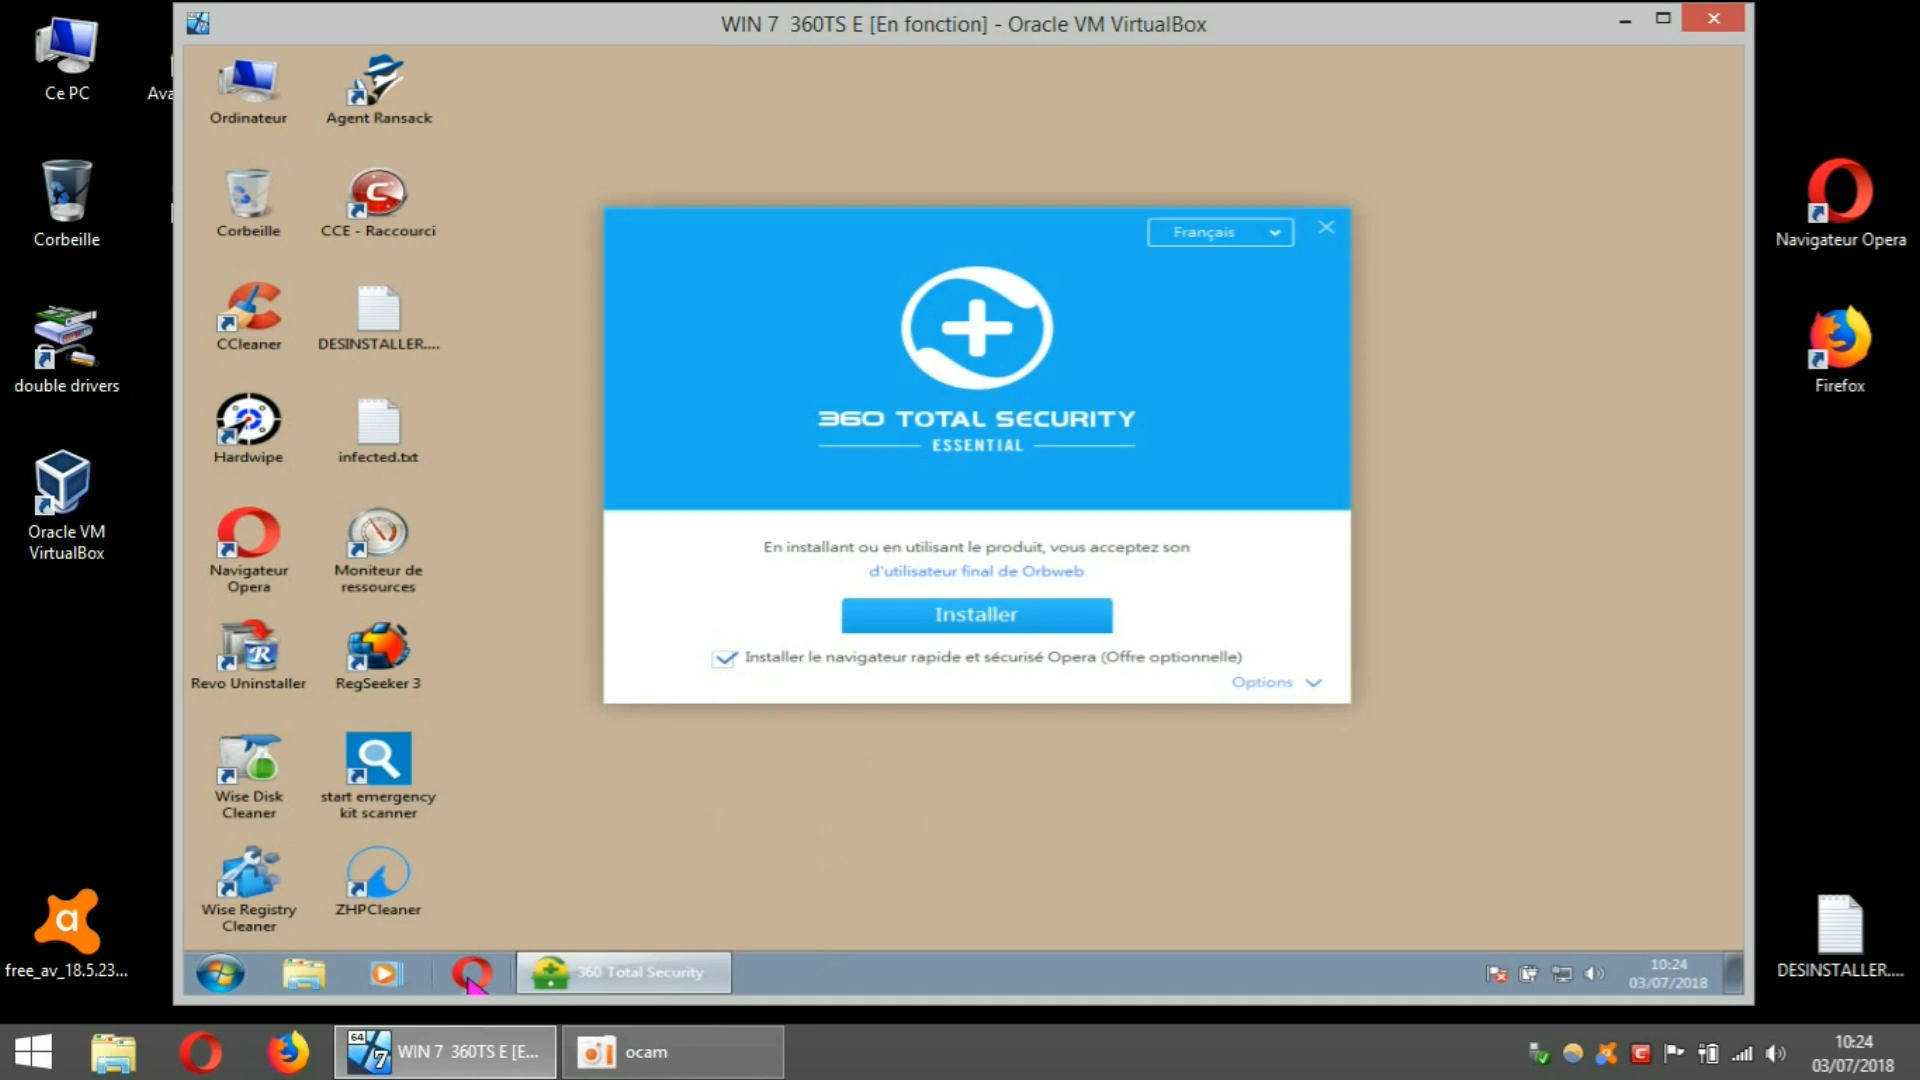 WIN 7  360TS E [En fonction] - Oracle VM VirtualBox
Ce PC
Ava
Corbeille
double drivers
Oracle VM
VirtualBox
free_av_18.5.23...
Ordinateur
Agent Ransack
Corbeille
CCE - Raccourci
CCleaner
DESINSTALLER....
Hardwipe
infected.txt
Navigateur
Opera
Moniteur de
ressources
Revo Uninstaller
RegSeeker 3
Wise Disk
Cleaner
start emergency
kit scanner
Wise Registry
Cleaner
ZHPCleaner
Français
360 TOTAL SECURITY
ESSENTIAL
En installant ou en utilisant le produit, vous acceptez son
d'utilisateur final de Orbweb
Installer
Installer le navigateur rapide et sécurisé Opera (Offre optionnelle)
Options
Navigateur Opera
Firefox
DESINSTALLER....
360 Total Security
10:24
03/07/2018
64
7
WIN 7  360TS E [E...
ocam
10:24
03/07/2018